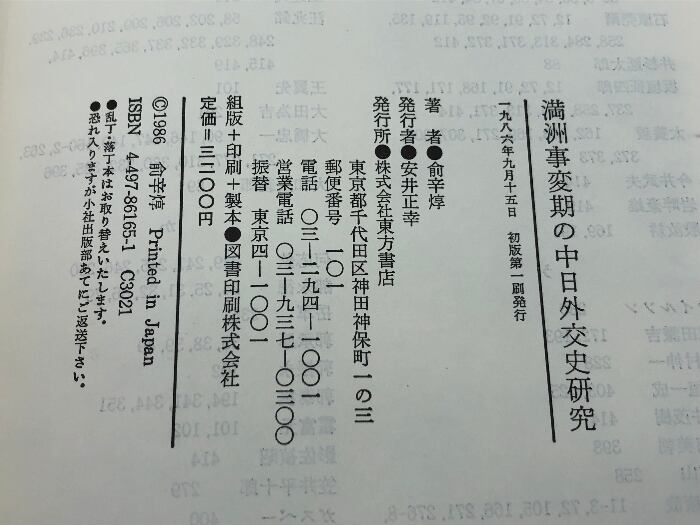 満洲事変期の中日外交史研究
一九八六年九月十五日 初版第一刷発行
著 者●俞辛焞
発行者●安井正幸
発行所●株式会社東方書店
東京都千代田区神田神保町一の三
郵便番号 一〇一
電話 〇三―二九四―一〇〇一
営業電話 〇三―九三七―〇三〇〇
振替 東京四―一〇〇一
組版+印刷+製本●図書印刷株式会社
定価=三二〇〇円
©1986 俞辛焞 Printed in Japan
ISBN 4-497-86165-1 C3021
●乱丁・落丁本はお取り替えいたします。
●恐れ入りますが小社出版部あてにご返送下さい。